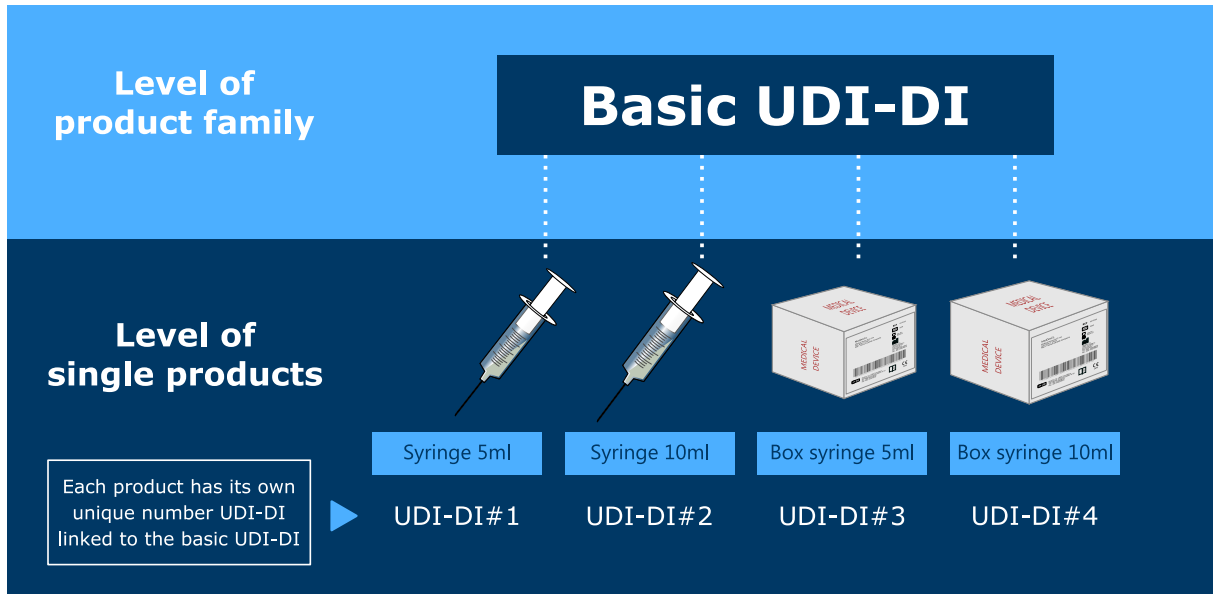 Level of
product family
Basic UDI-DI
Level of
single products
MEDICAL
DEVICE
MEDICAL
DEVICE
MEDICAL
DEVICE
MEDICAL
DEVICE
Syringe 5ml
Syringe 10ml
Box syringe 5ml
Box syringe 10ml
Each product has its own
unique number UDI-DI
linked to the basic UDI-DI
UDI-DI#1
UDI-DI#2
UDI-DI#3
UDI-DI#4